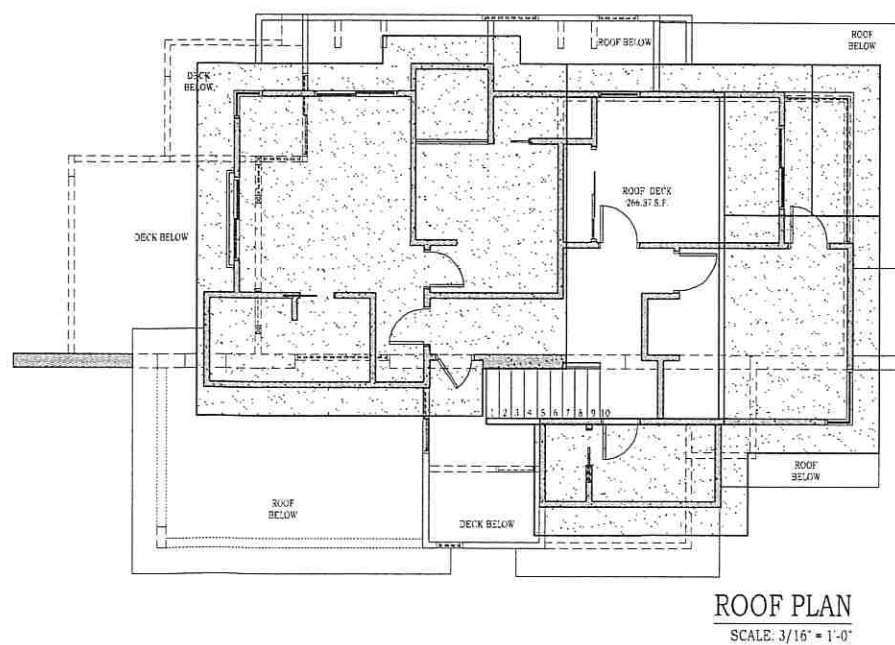 ROOF
BELOW
ROOF BELOW
DECK
BELOW
ROOF DECK
266.37 S.F.
DECK BELOW
1 2 3 4 5 6 7 8 9 10
ROOF
BELOW
ROOF
BELOW
DECK BELOW
ROOF PLAN
SCALE: 3/16" = 1'-0"